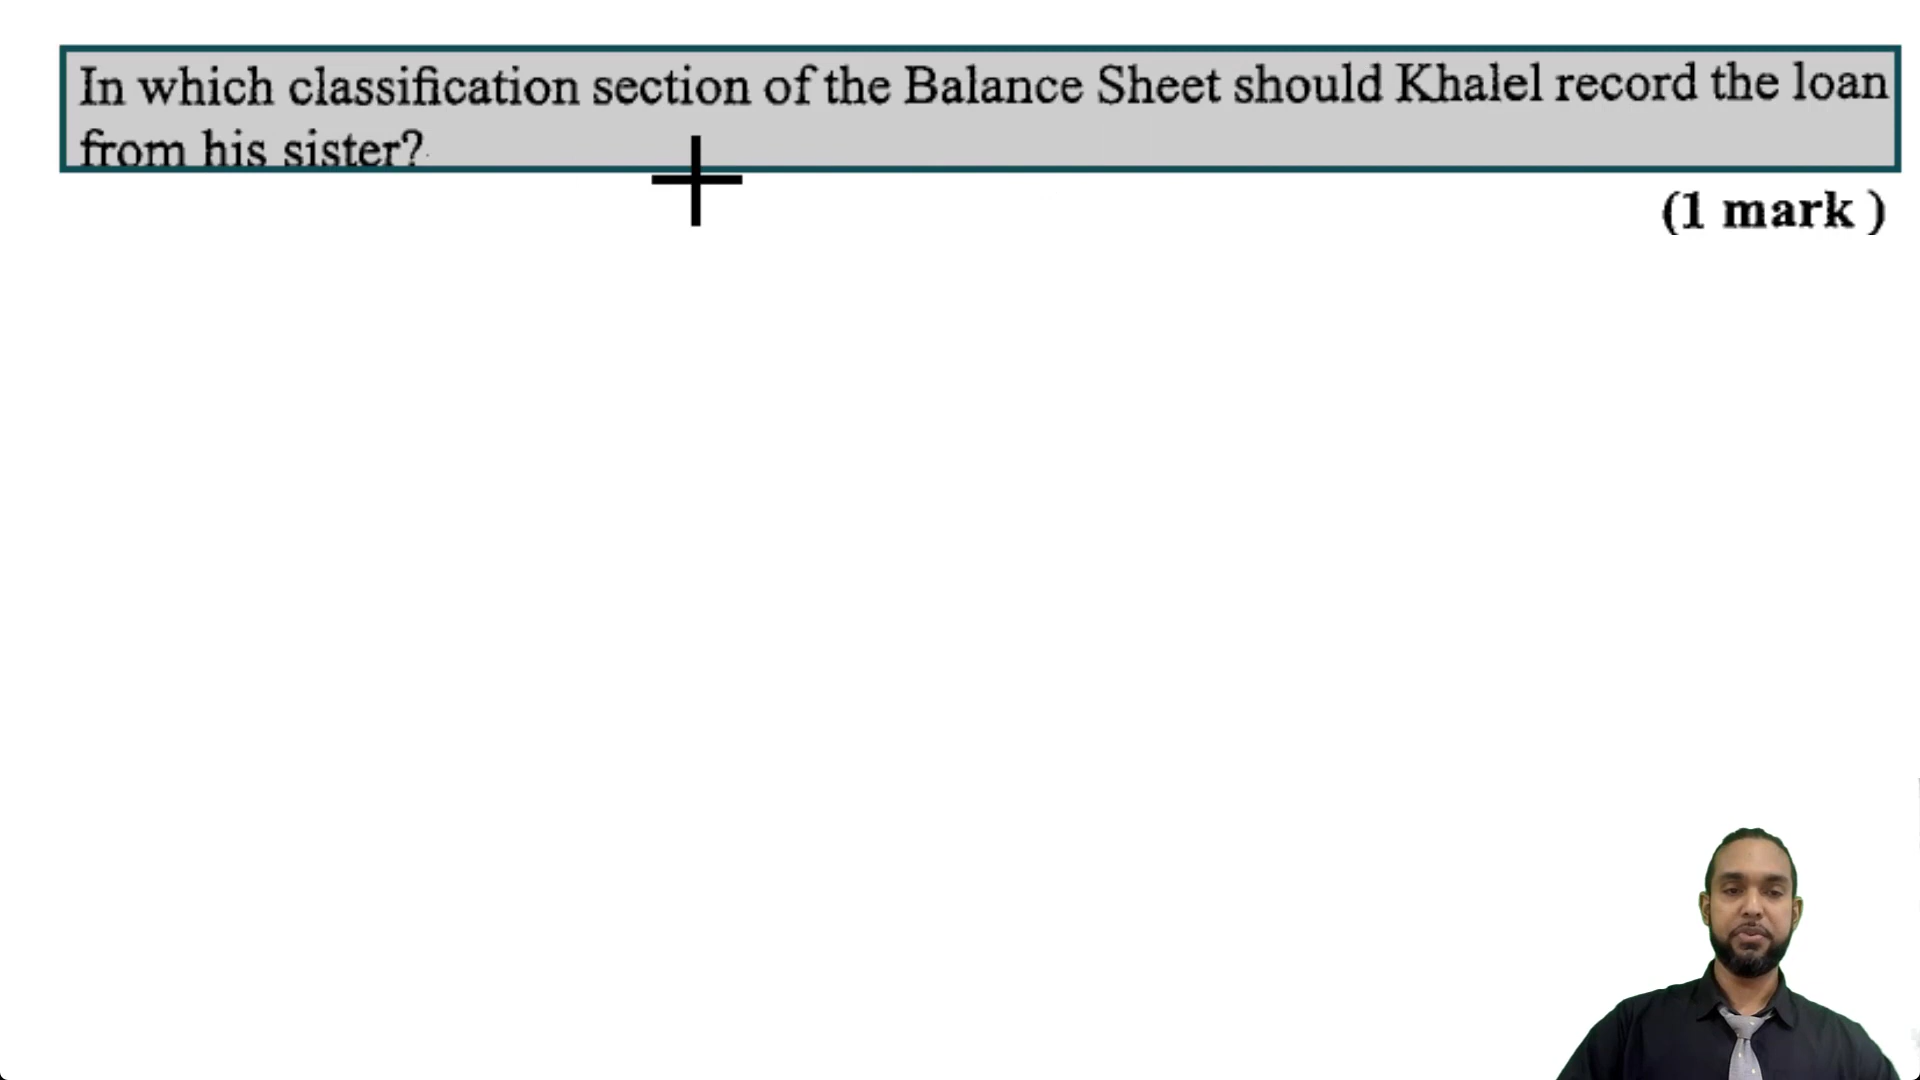 In which classification section of the Balance Sheet should Khalel record the loan
from his sister?
(1 mark )